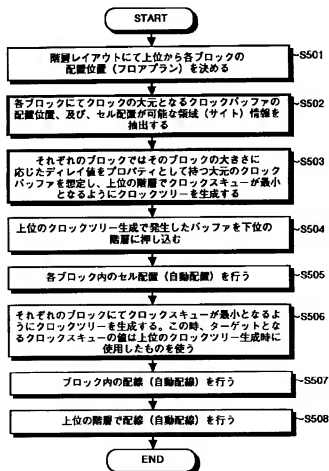 START
階層レイアウトにて上位から各ブロックの
配置位置（フロアプラン）を決める
S501
各ブロックにてクロックの大元となるクロックバッファの
配置位置、及び、セル配置が可能な領域（サイト）情報を
抽出する
S502
それぞれのブロックではそのブロックの大きさに
応じたディレイ値をプロパティとして持つ大元のクロック
バッファを想定し、上位の階層でクロックスキューが最小
となるようにクロックツリーを生成する
S503
上位のクロックツリー生成で発生したバッファを下位の
階層に押し込む
S504
各ブロック内のセル配置（自動配置）を行う
S505
それぞれのブロックにてクロックスキューが最小となるよ
うにクロックツリーを生成する。この時、ターゲットとな
るクロックスキューの値は上位のクロックツリー生成時に
使用したものを使う
S506
ブロック内の配線（自動配線）を行う
S507
上位の階層で配線（自動配線）を行う
S508
END